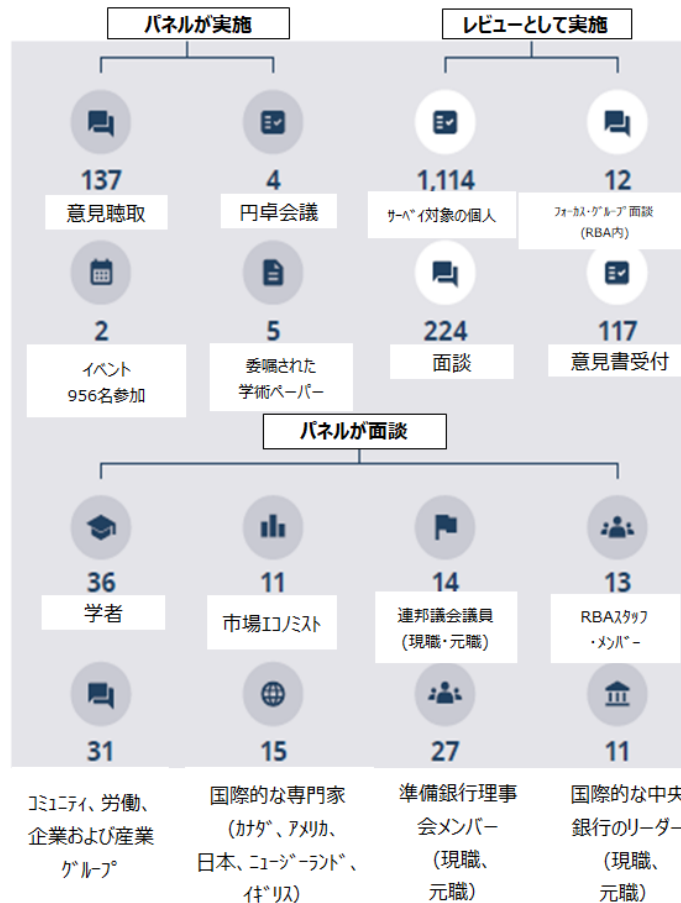 パネルが実施
レビューとして実施
137
意見聴取
4
円卓会議
1,114
ｻｰﾍﾞｲ対象の個人
12
ﾌｫｰｶｽ･ｸﾞﾙｰﾌﾟ面談
(RBA内)
2
イベント
956名参加
5
委嘱された
学術ペーパー
224
面談
117
意見書受付
パネルが面談
36
学者
11
市場ｴｺﾉﾐｽﾄ
14
連邦議会議員
(現職･元職)
13
RBAｽﾀｯﾌ
･ﾒﾝﾊﾞｰ
31
ｺﾐｭﾆﾃｨ、労働、
企業および産業
ｸﾞﾙｰﾌﾟ
15
国際的な専門家
(ｶﾅﾀﾞ、ｱﾒﾘｶ、
日本、ﾆｭｰｼﾞｰﾗﾝﾄﾞ、
ｲｷﾞﾘｽ)
27
準備銀行理事
会メンバー
(現職、
元職)
11
国際的な中央
銀行のリーダー
(現職、
元職)